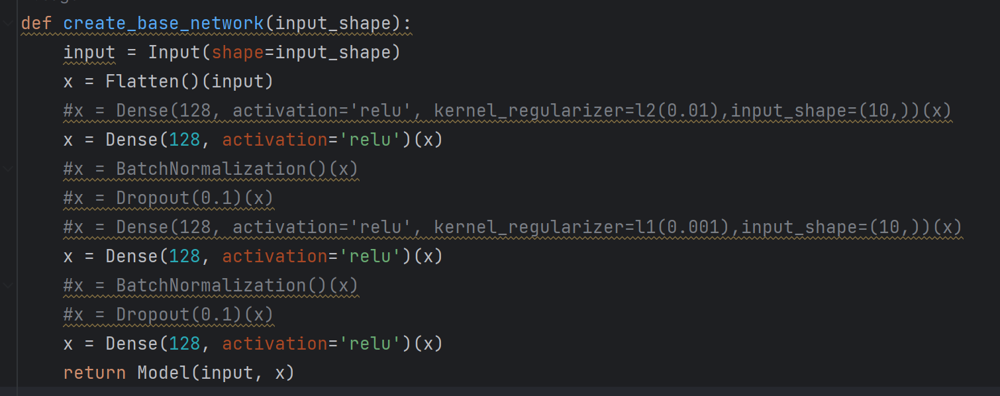 def create_base_network(input_shape):
    input = Input(shape=input_shape)
    x = Flatten()(input)
    #x = Dense(128, activation='relu', kernel_regularizer=l2(0.01),input_shape=(10,))(x)
    x = Dense(128, activation='relu')(x)
    #x = BatchNormalization()(x)
    #x = Dropout(0.1)(x)
    #x = Dense(128, activation='relu', kernel_regularizer=l1(0.001),input_shape=(10,))(x)
    x = Dense(128, activation='relu')(x)
    #x = BatchNormalization()(x)
    #x = Dropout(0.1)(x)
    x = Dense(128, activation='relu')(x)
    return Model(input, x)